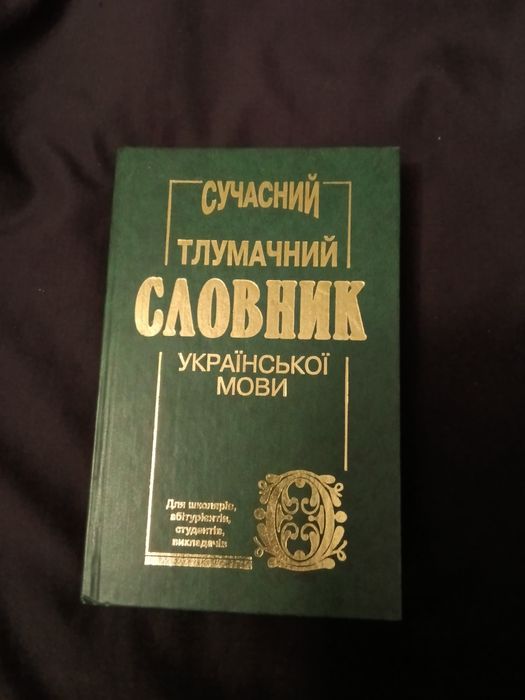 СУЧАСНИЙ
ТЛУМАЧНИЙ
СЛОВНИК
УКРАЇНСЬКОЇ
МОВИ
Для школярів,
абітурієнтів,
студентів,
викладачів